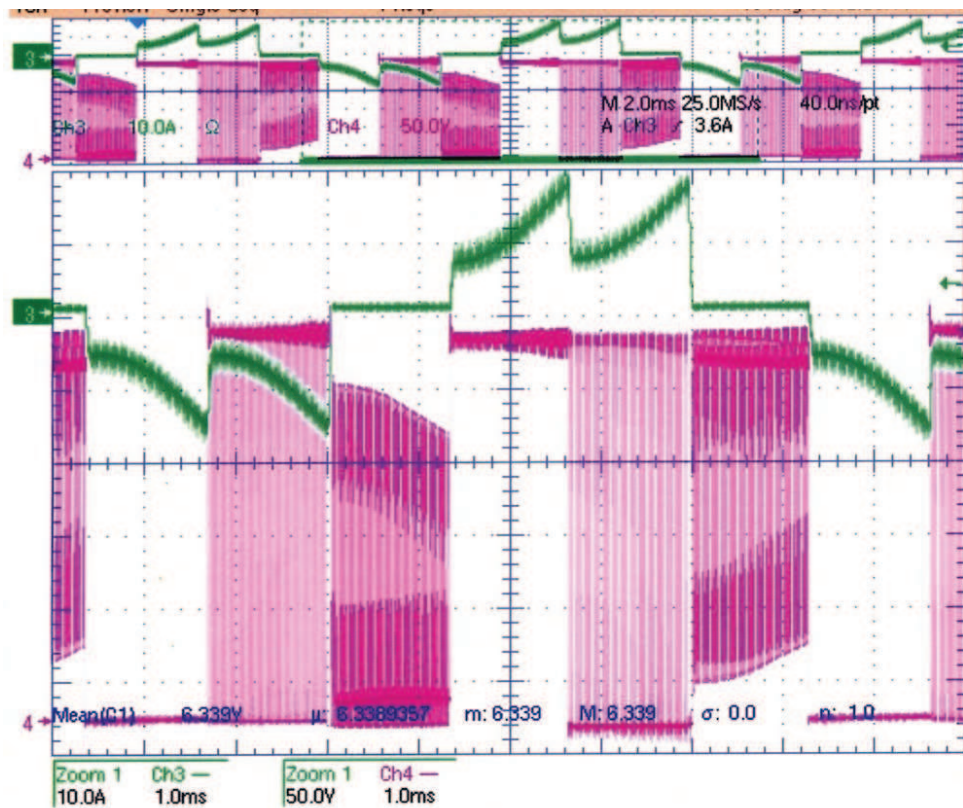 3
M 2.0ms 25.0MS/s 40.0ns/pt
Ch3 10.0A Ω Ch4 50.0V A Ch3 3.6A
4
3
4
Mean(C1) 6.339V µ: 6.3389357 m: 6.339 M: 6.339 σ: 0.0 n: 1.0
Zoom 1 Ch3 Zoom 1 Ch4
10.0A 1.0ms 50.0V 1.0ms